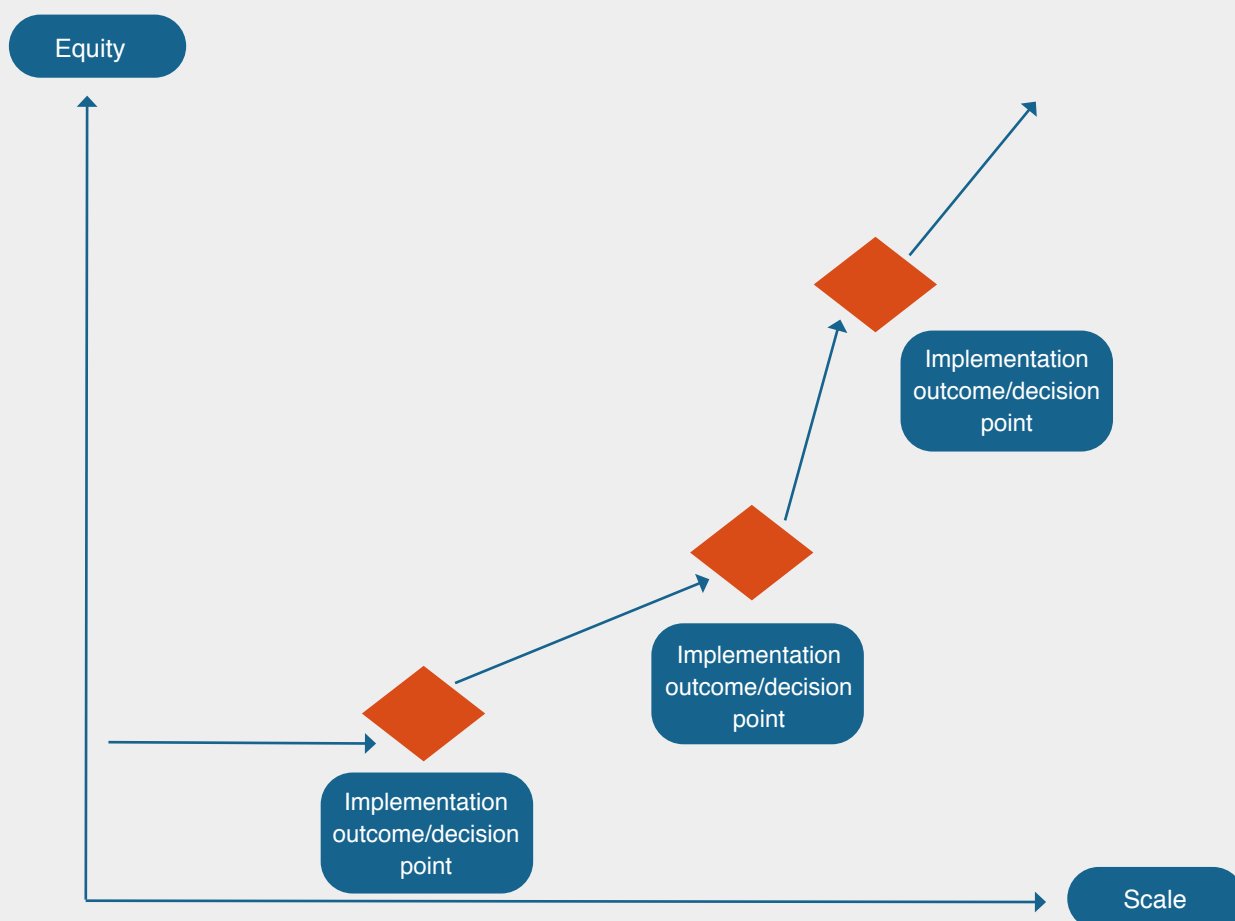 Equity
Implementation
outcome/decision
point
Implementation
outcome/decision
point
Implementation
outcome/decision
point
Scale